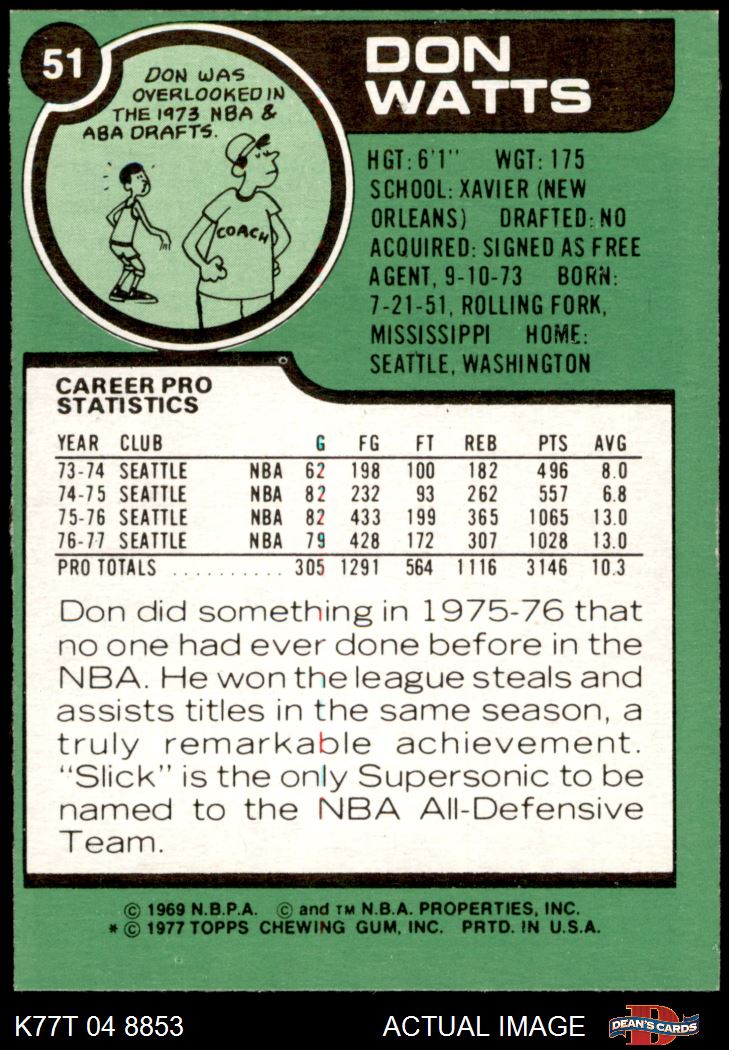 51
DON WAS
OVERLOOKED IN
THE 1973 NBA &
ABA DRAFTS.
COACH
DON
WATTS
HGT: 6'1" WGT: 175
SCHOOL: XAVIER (NEW
ORLEANS) DRAFTED: NO
ACQUIRED: SIGNED AS FREE
AGENT, 9-10-73 BORN:
7-21-51, ROLLING FORK,
MISSISSIPPI HOME:
SEATTLE, WASHINGTON
CAREER PRO
STATISTICS
YEAR CLUB G FG FT REB PTS AVG
73-74 SEATTLE NBA 62 198 100 182 496 8.0
74-75 SEATTLE NBA 82 232 93 262 557 6.8
75-76 SEATTLE NBA 82 433 199 365 1065 13.0
76-77 SEATTLE NBA 79 428 172 307 1028 13.0
PRO TOTALS .......... 305 1291 564 1116 3146 10.3
Don did something in 1975-76 that
no one had ever done before in the
NBA. He won the league steals and
assists titles in the same season, a
truly remarkable achievement.
"Slick" is the only Supersonic to be
named to the NBA All-Defensive
Team.
© 1969 N.B.P.A. © and TM N.B.A. PROPERTIES, INC.
* © 1977 TOPPS CHEWING GUM, INC. PRTD. IN U.S.A.
K77T 04 8853 ACTUAL IMAGE D DEAN'S CARDS